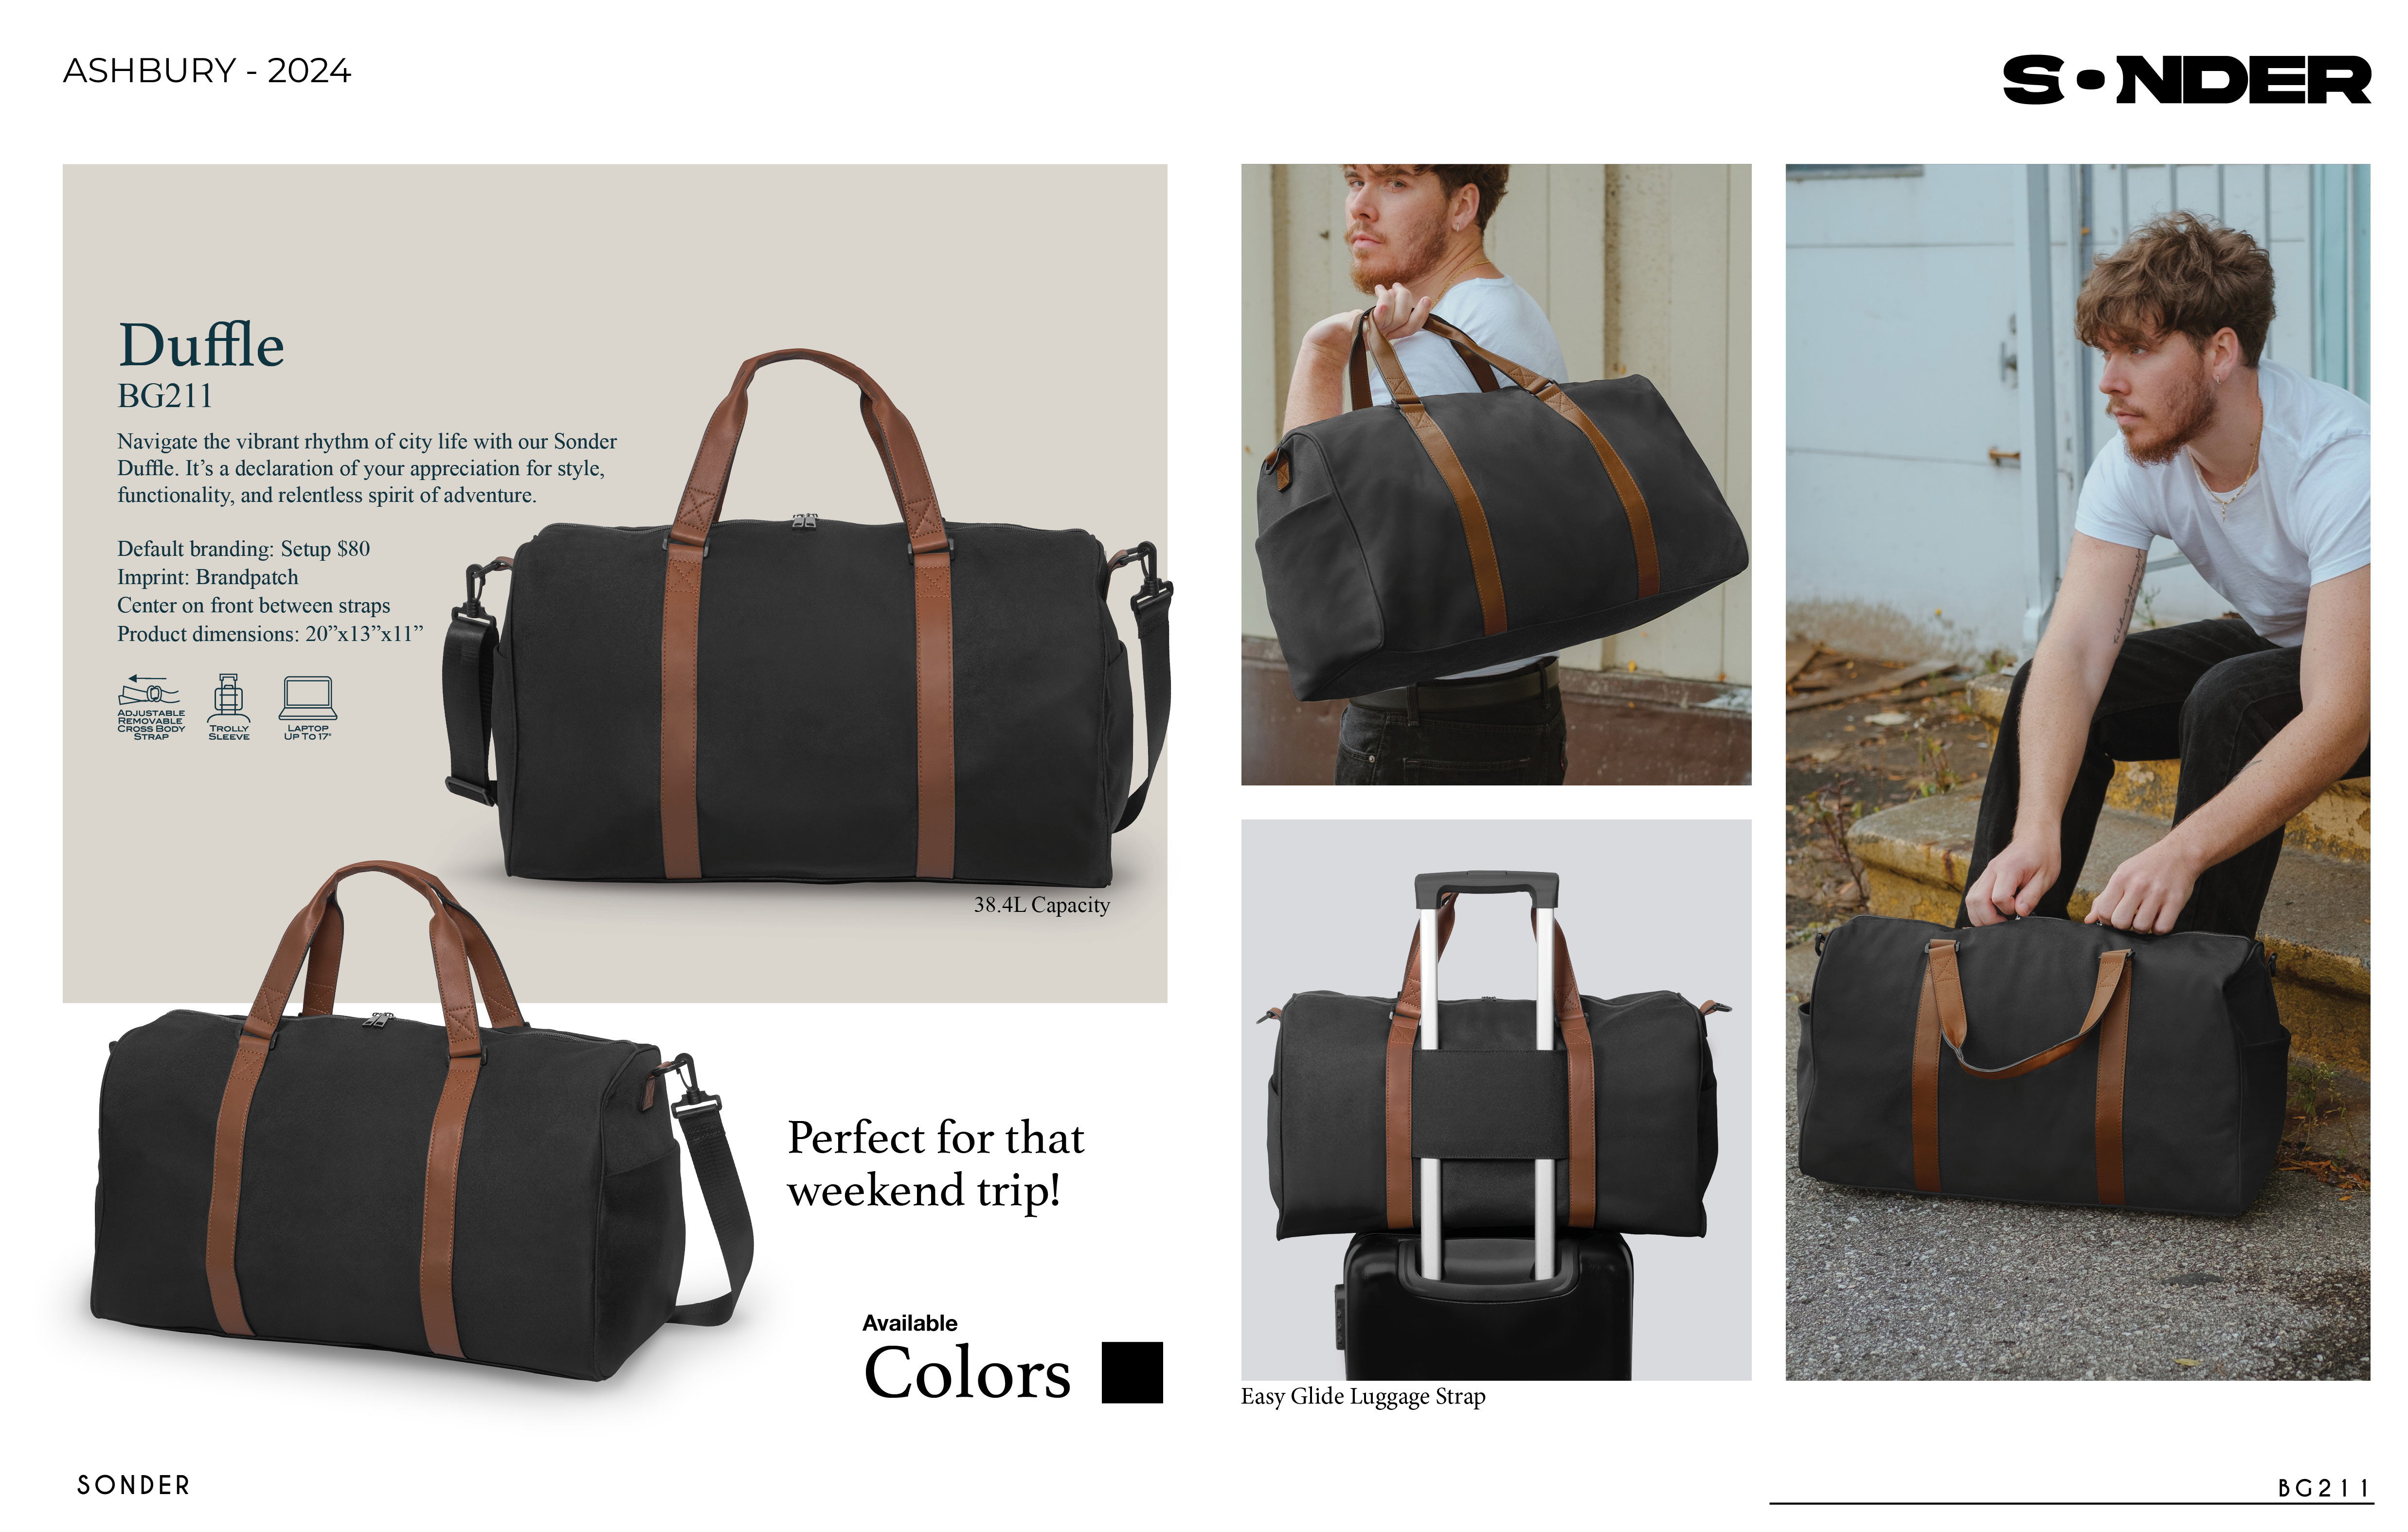 ASHBURY - 2024
S•NDER
Duffle
BG211
Navigate the vibrant rhythm of city life with our Sonder
Duffle. It’s a declaration of your appreciation for style,
functionality, and relentless spirit of adventure.
Default branding: Setup $80
Imprint: Brandpatch
Center on front between straps
Product dimensions: 20”x13”x11”
ADJUSTABLE
REMOVABLE
CROSS BODY
STRAP
TROLLY
SLEEVE
LAPTOP
UP TO 17"
38.4L Capacity
Perfect for that
weekend trip!
Available
Colors
Easy Glide Luggage Strap
SONDER
BG211